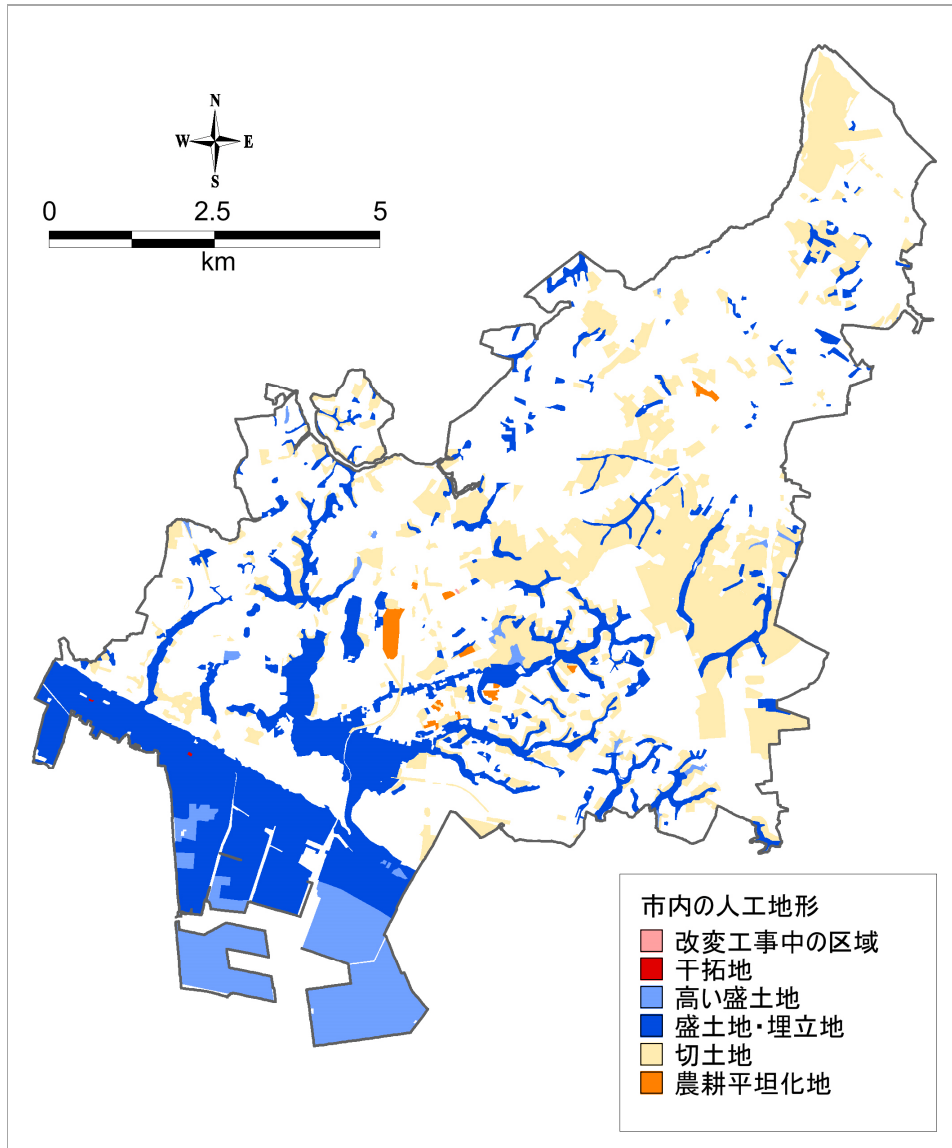 N
W E
S
0 2.5 5
km
市内の人工地形
改変工事中の区域
干拓地
高い盛土地
盛土地・埋立地
切土地
農耕平坦化地